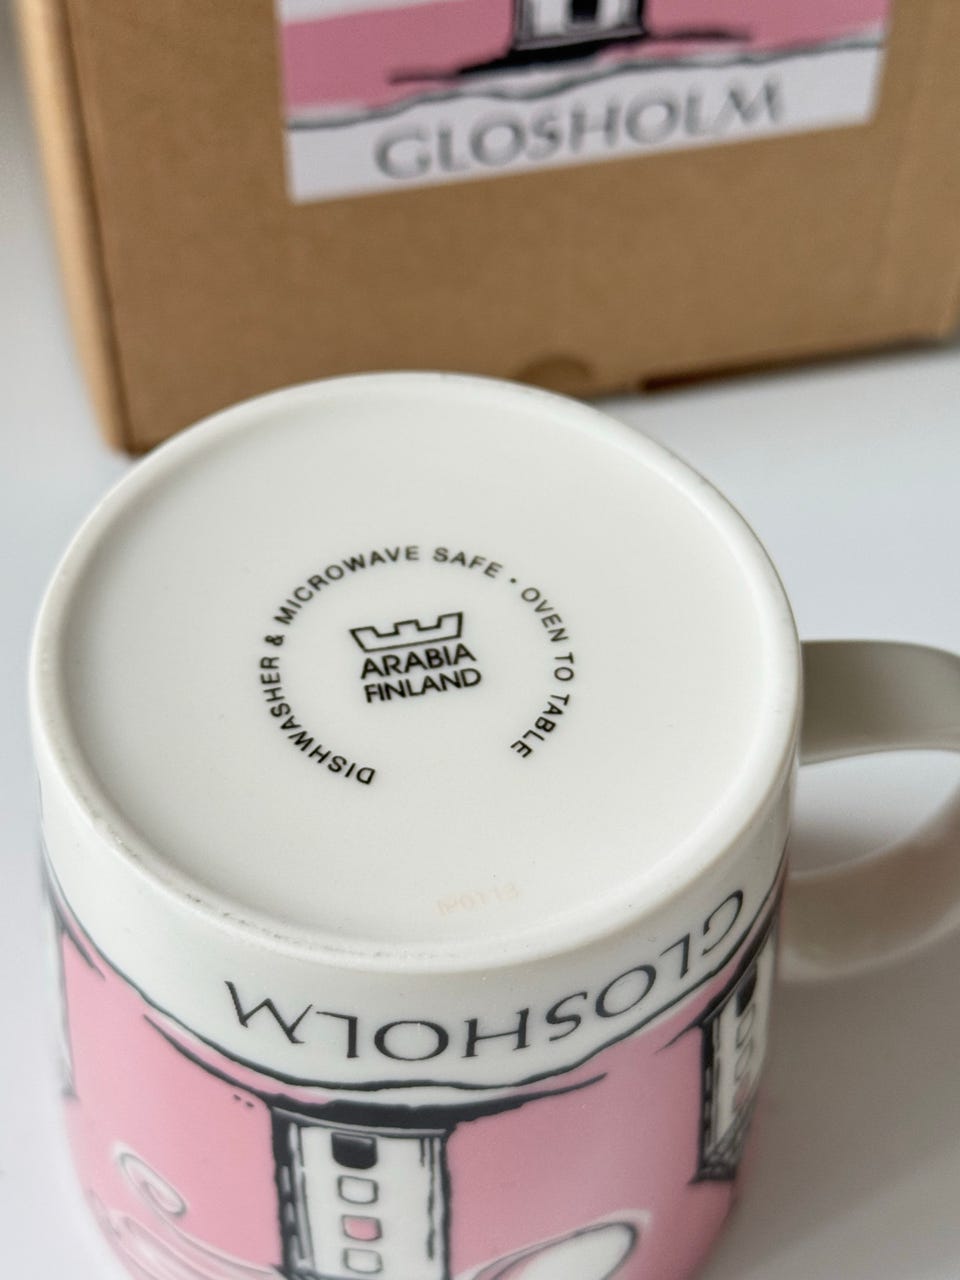 GLOSHOLM
DISHWASHER & MICROWAVE SAFE • OVEN TO TABLE
ARABIA
FINLAND
GLOSHOLM